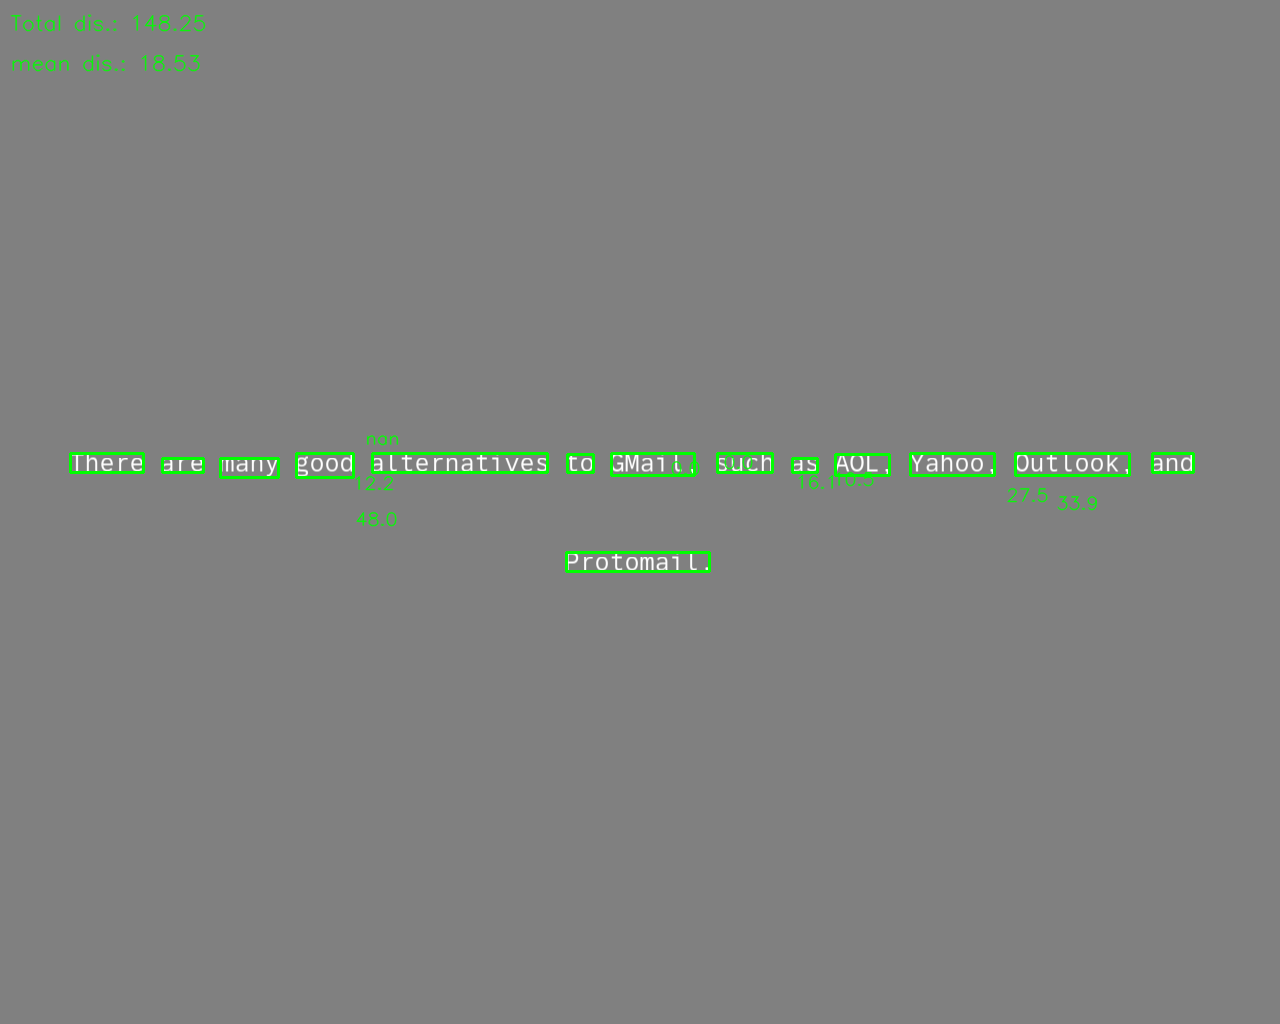 Total dis.: 148.25
mean dis.: 18.53
nan
There are many good alternatives to GMail, such as AOL, Yahoo, Outlook, and
12.2 16.1 16.5
27.5 33.9
48.0
Protomail.